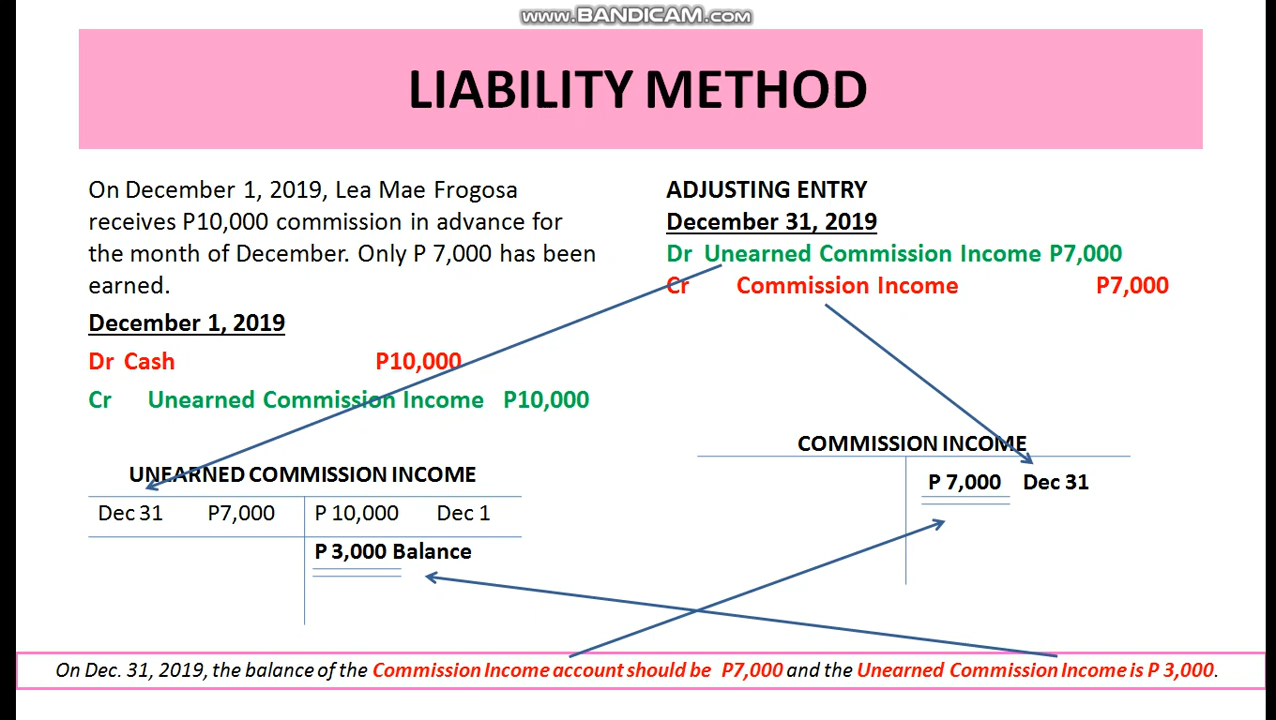 www.BANDICAM.com
LIABILITY METHOD
On December 1, 2019, Lea Mae Frogosa
receives P10,000 commission in advance for
the month of December. Only P 7,000 has been
earned.
December 1, 2019
Dr Cash P10,000
Cr Unearned Commission Income P10,000
ADJUSTING ENTRY
December 31, 2019
Dr Unearned Commission Income P7,000
Cr Commission Income P7,000
UNEARNED COMMISSION INCOME
Dec 31 P7,000 P 10,000 Dec 1
P 3,000 Balance
COMMISSION INCOME
P 7,000 Dec 31
On Dec. 31, 2019, the balance of the Commission Income account should be P7,000 and the Unearned Commission Income is P 3,000.